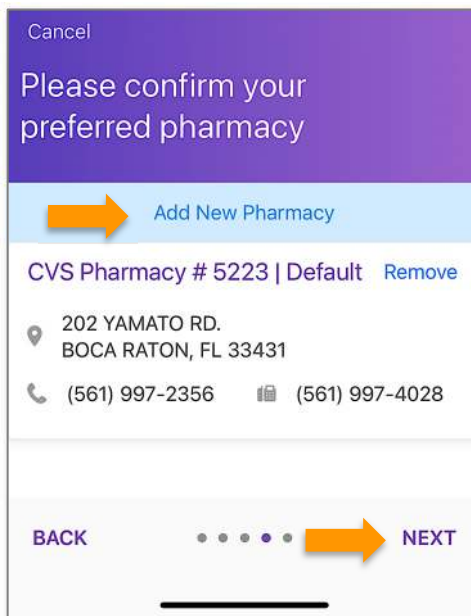 Cancel
Please confirm your
preferred pharmacy
Add New Pharmacy
CVS Pharmacy # 5223 | Default Remove
202 YAMATO RD.
BOCA RATON, FL 33431
(561) 997-2356 (561) 997-4028
BACK NEXT